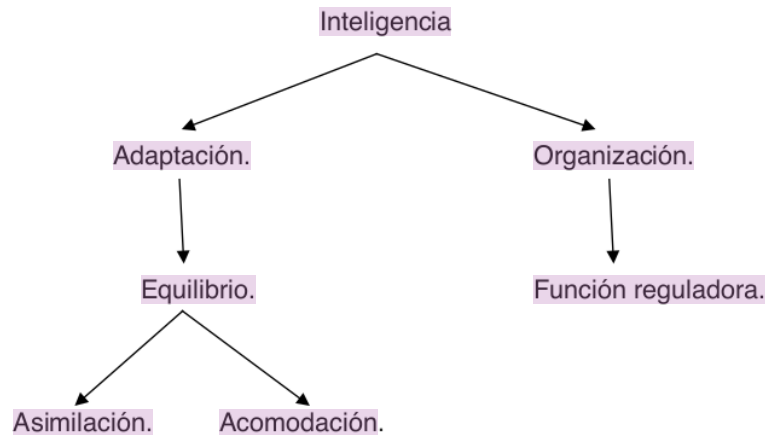 Inteligencia
Adaptación.
Organización.
Equilibrio.
Función reguladora.
Asimilación.
Acomodación.